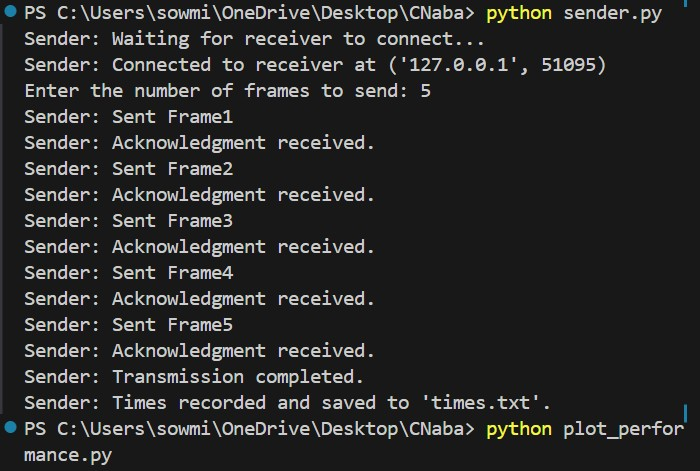 PS C:\Users\sowmi\OneDrive\Desktop\CNaba> python sender.py
Sender: Waiting for receiver to connect...
Sender: Connected to receiver at ('127.0.0.1', 51095)
Enter the number of frames to send: 5
Sender: Sent Frame1
Sender: Acknowledgment received.
Sender: Sent Frame2
Sender: Acknowledgment received.
Sender: Sent Frame3
Sender: Acknowledgment received.
Sender: Sent Frame4
Sender: Acknowledgment received.
Sender: Sent Frame5
Sender: Acknowledgment received.
Sender: Transmission completed.
Sender: Times recorded and saved to 'times.txt'.
PS C:\Users\sowmi\OneDrive\Desktop\CNaba> python plot_perfor
mance.py